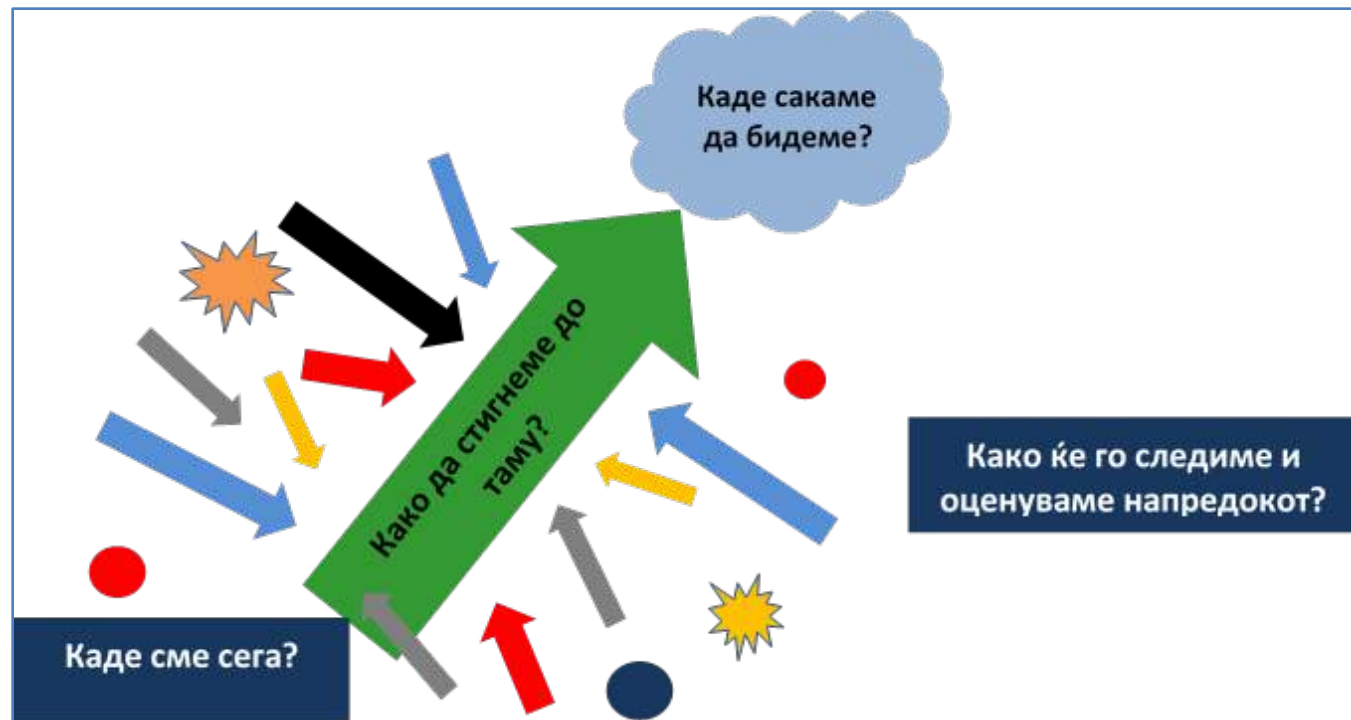 Каде сакаме
да бидеме?
Како да стигнеме до
таму?
Како ќе го следиме и
оценуваме напредокот?
Каде сме сега?